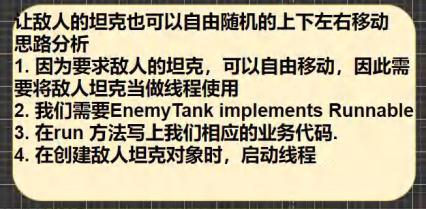 让敌人的坦克也可以自由随机的上下左右移动
思路分析
1. 因为要求敌人的坦克，可以自由移动，因此需
要将敌人坦克当做线程使用
2. 我们需要EnemyTank implements Runnable
3. 在run 方法写上我们相应的业务代码.
4. 在创建敌人坦克对象时，启动线程